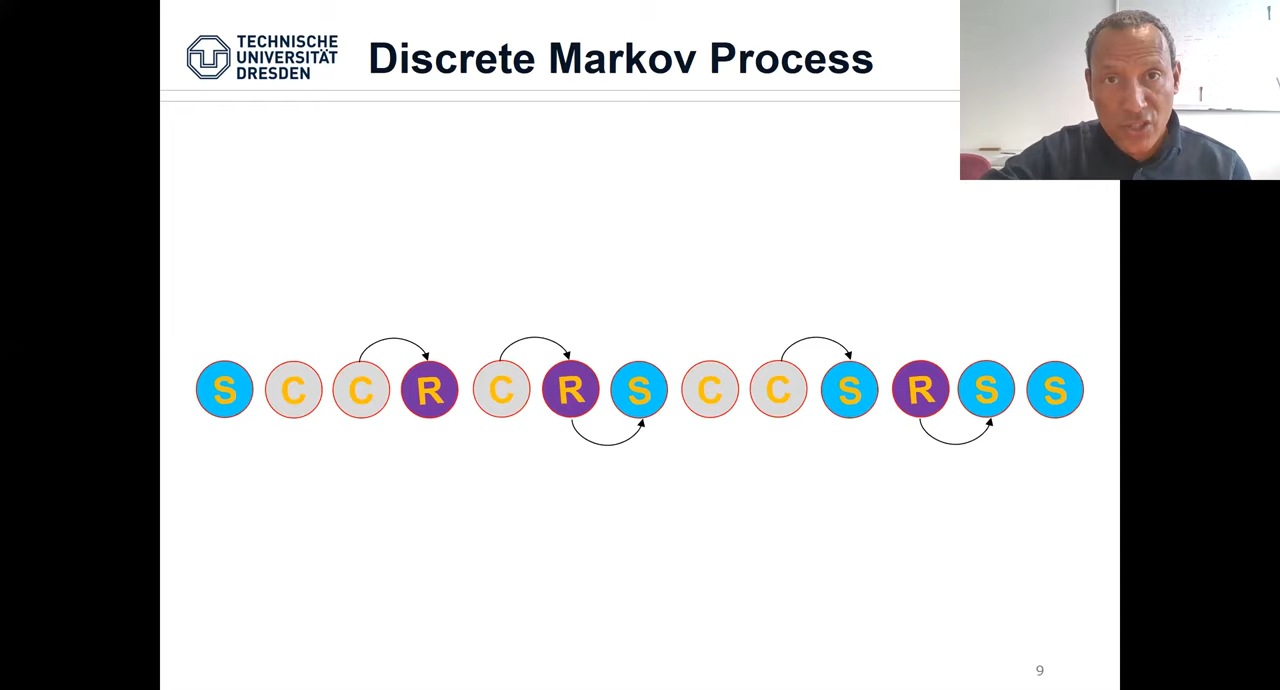 TECHNISCHE
UNIVERSITÄT
DRESDEN
Discrete Markov Process
S C C R C R S C C S R S S
9